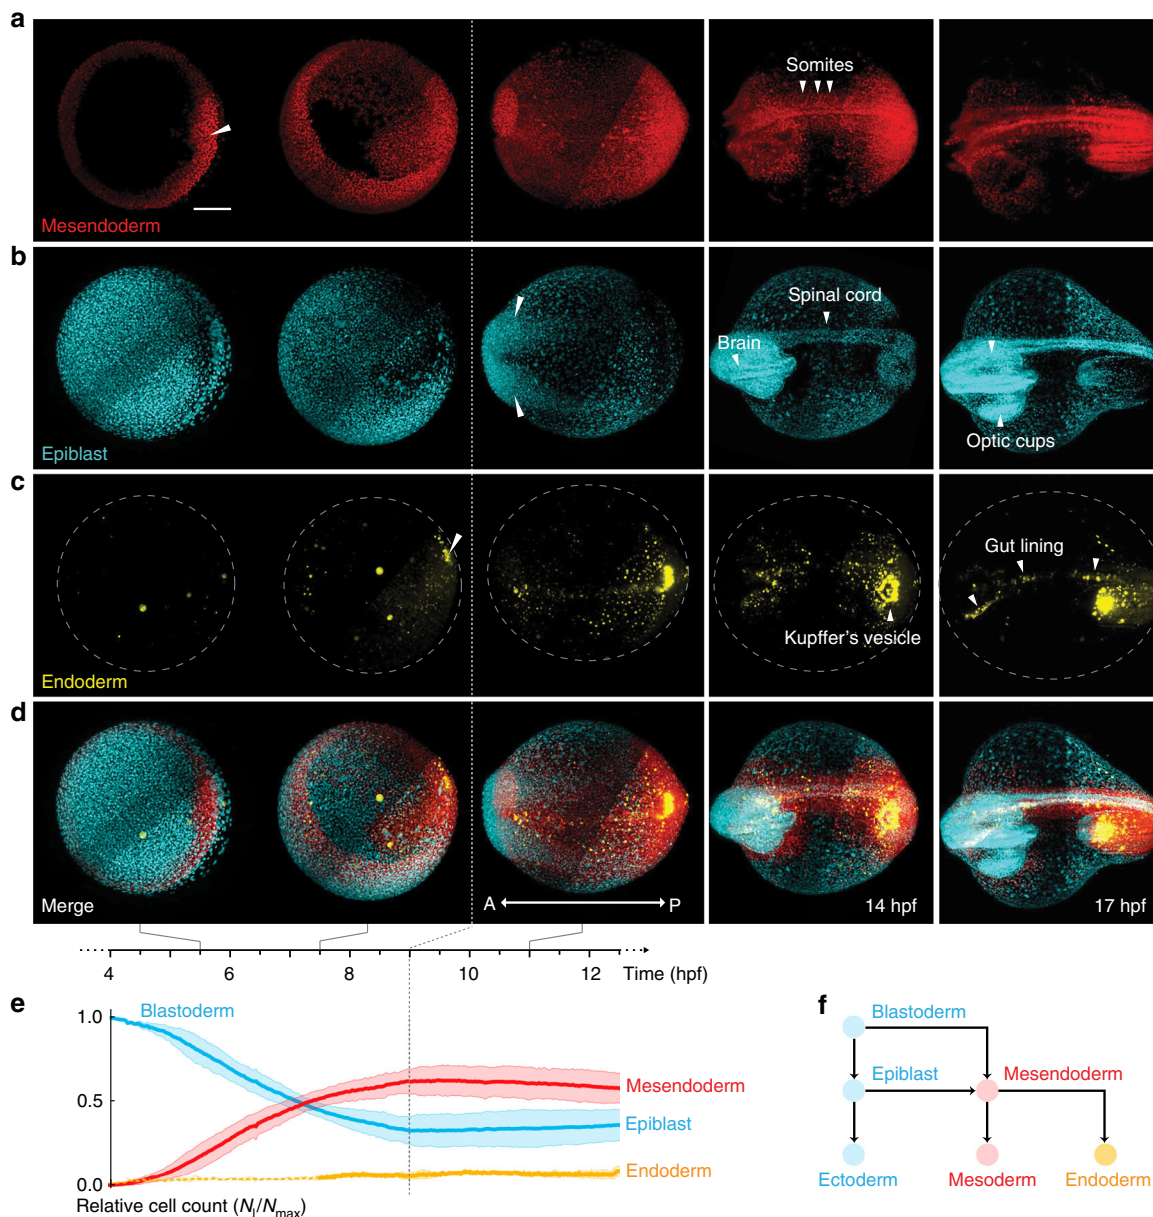 a
Somites
Mesendoderm
b
Spinal cord
Brain
Optic cups
Epiblast
c
Gut lining
Kupffer's vesicle
Endoderm
d
Merge
A
P
14 hpf
17 hpf
4 6 8 10 12 Time (hpf)
e
Blastoderm
1.0
0.5
0.0
Mesendoderm
Epiblast
Endoderm
Relative cell count (Nl/Nmax)
f
Blastoderm
Epiblast
Mesendoderm
Ectoderm
Mesoderm
Endoderm